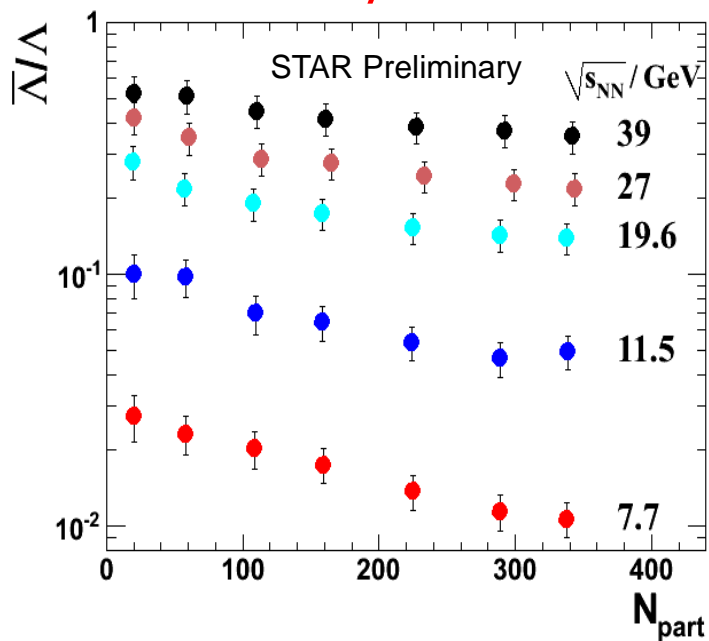 1
STAR Preliminary
√s_NN / GeV
Λ̅/Λ
39
27
19.6
10⁻¹
11.5
10⁻²
7.7
0 100 200 300 400
N_part